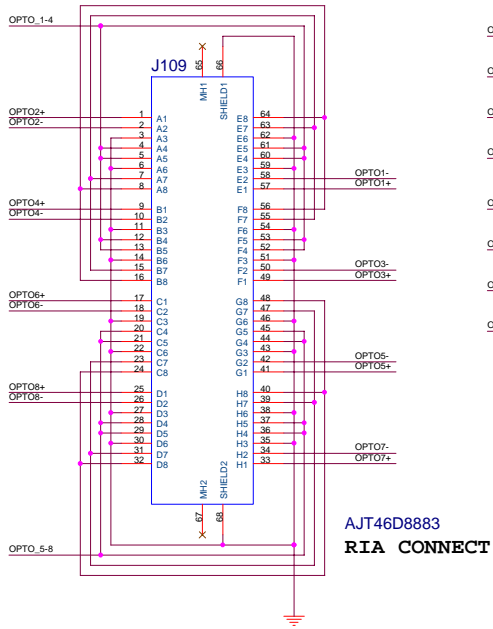 OPTO_1-4
J109
65
66
MH1
SHIELD1
OPTO2+ 1 A1 E8 64
OPTO2- 2 A2 E7 63
3 A3 E6 62
4 A4 E5 61
5 A5 E4 60
6 A6 E3 59
7 A7 E2 58 OPTO1-
8 A8 E1 57 OPTO1+
OPTO4+ 9 B1 F8 56
OPTO4- 10 B2 F7 55
11 B3 F6 54
12 B4 F5 53
13 B5 F4 52
14 B6 F3 51
15 B7 F2 50 OPTO3-
16 B8 F1 49 OPTO3+
OPTO6+ 17 C1 G8 48
OPTO6- 18 C2 G7 47
19 C3 G6 46
20 C4 G5 45
21 C5 G4 44
22 C6 G3 43
23 C7 G2 42 OPTO5-
24 C8 G1 41 OPTO5+
OPTO8+ 25 D1 H8 40
OPTO8- 26 D2 H7 39
27 D3 H6 38
28 D4 H5 37
29 D5 H4 36
30 D6 H3 35
31 D7 H2 34 OPTO7-
32 D8 H1 33 OPTO7+
MH2
SHIELD2
67
68
OPTO_5-8
AJT46D8883
RIA CONNECT